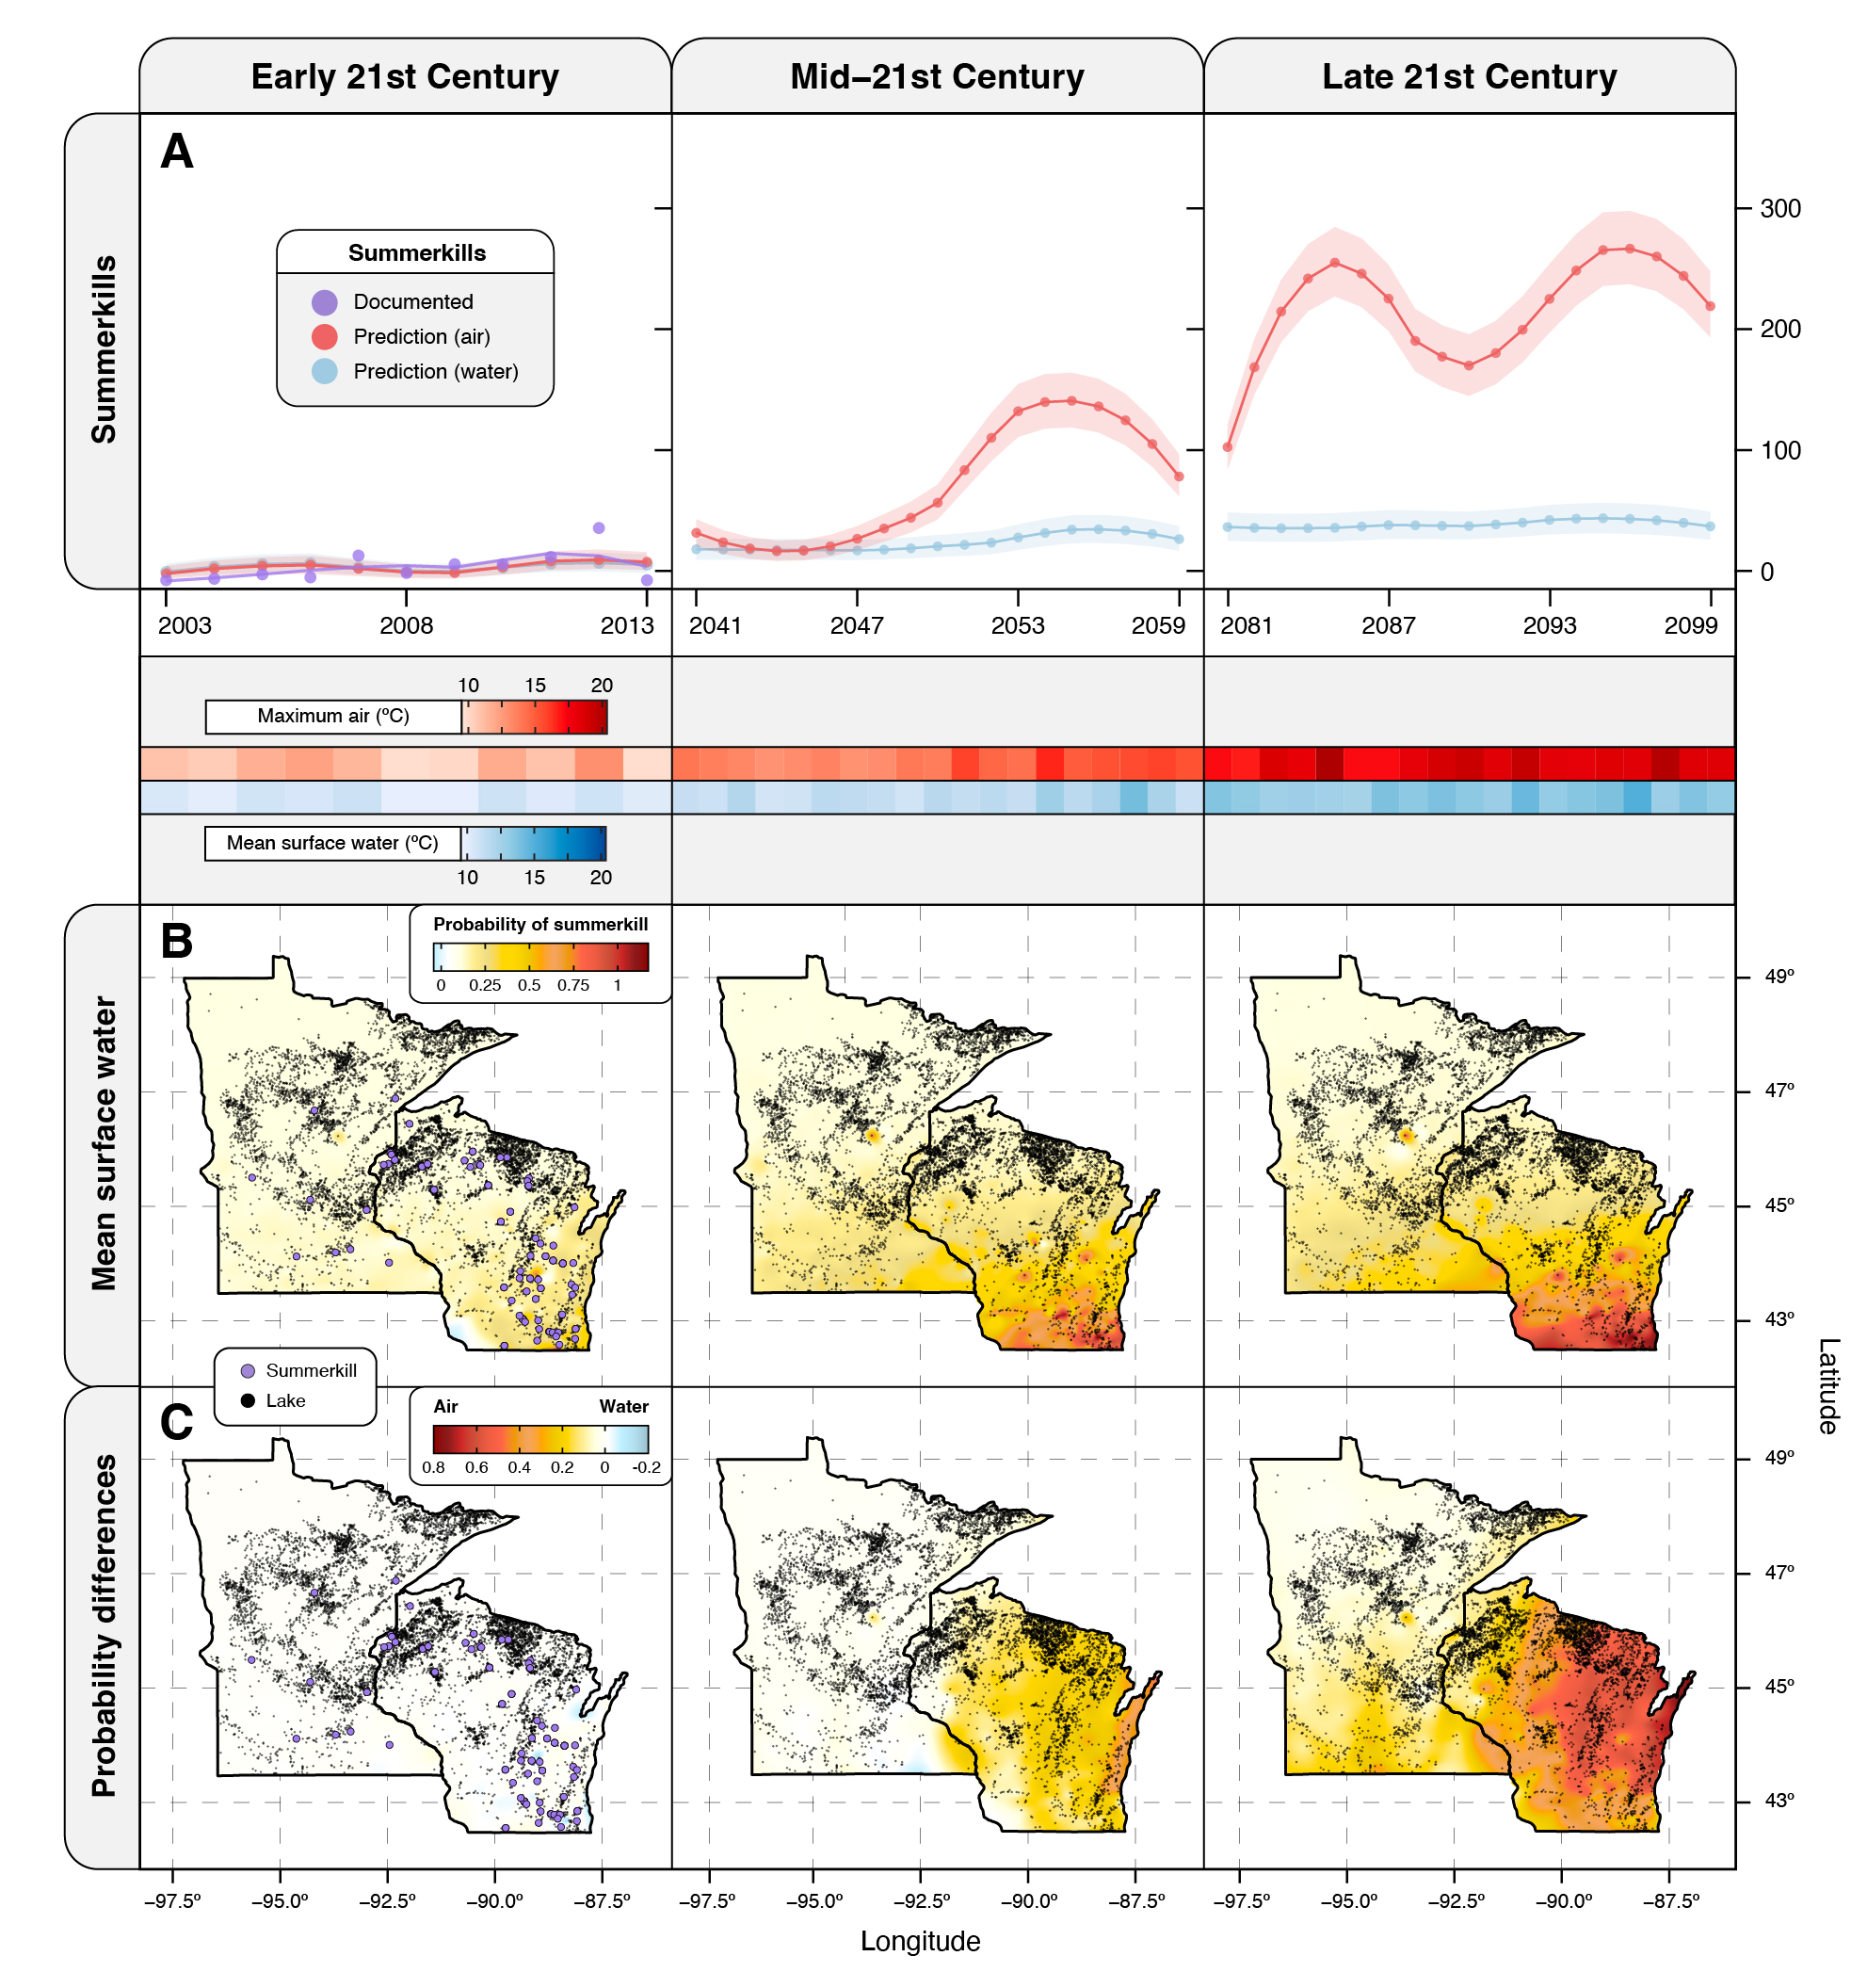 Early 21st Century
Mid–21st Century
Late 21st Century
Summerkills
A
Summerkills
Documented
Prediction (air)
Prediction (water)
300
200
100
0
2003 2008 2013
2041 2047 2053 2059
2081 2087 2093 2099
10 15 20
Maximum air (ºC)
Mean surface water (ºC)
10 15 20
Mean surface water
B
Probability of summerkill
0 0.25 0.5 0.75 1
49º
47º
45º
43º
Summerkill
Lake
Latitude
Probability differences
C
Air Water
0.8 0.6 0.4 0.2 0 -0.2
49º
47º
45º
43º
−97.5º −95.0º −92.5º −90.0º −87.5º
−97.5º −95.0º −92.5º −90.0º −87.5º
−97.5º −95.0º −92.5º −90.0º −87.5º
Longitude